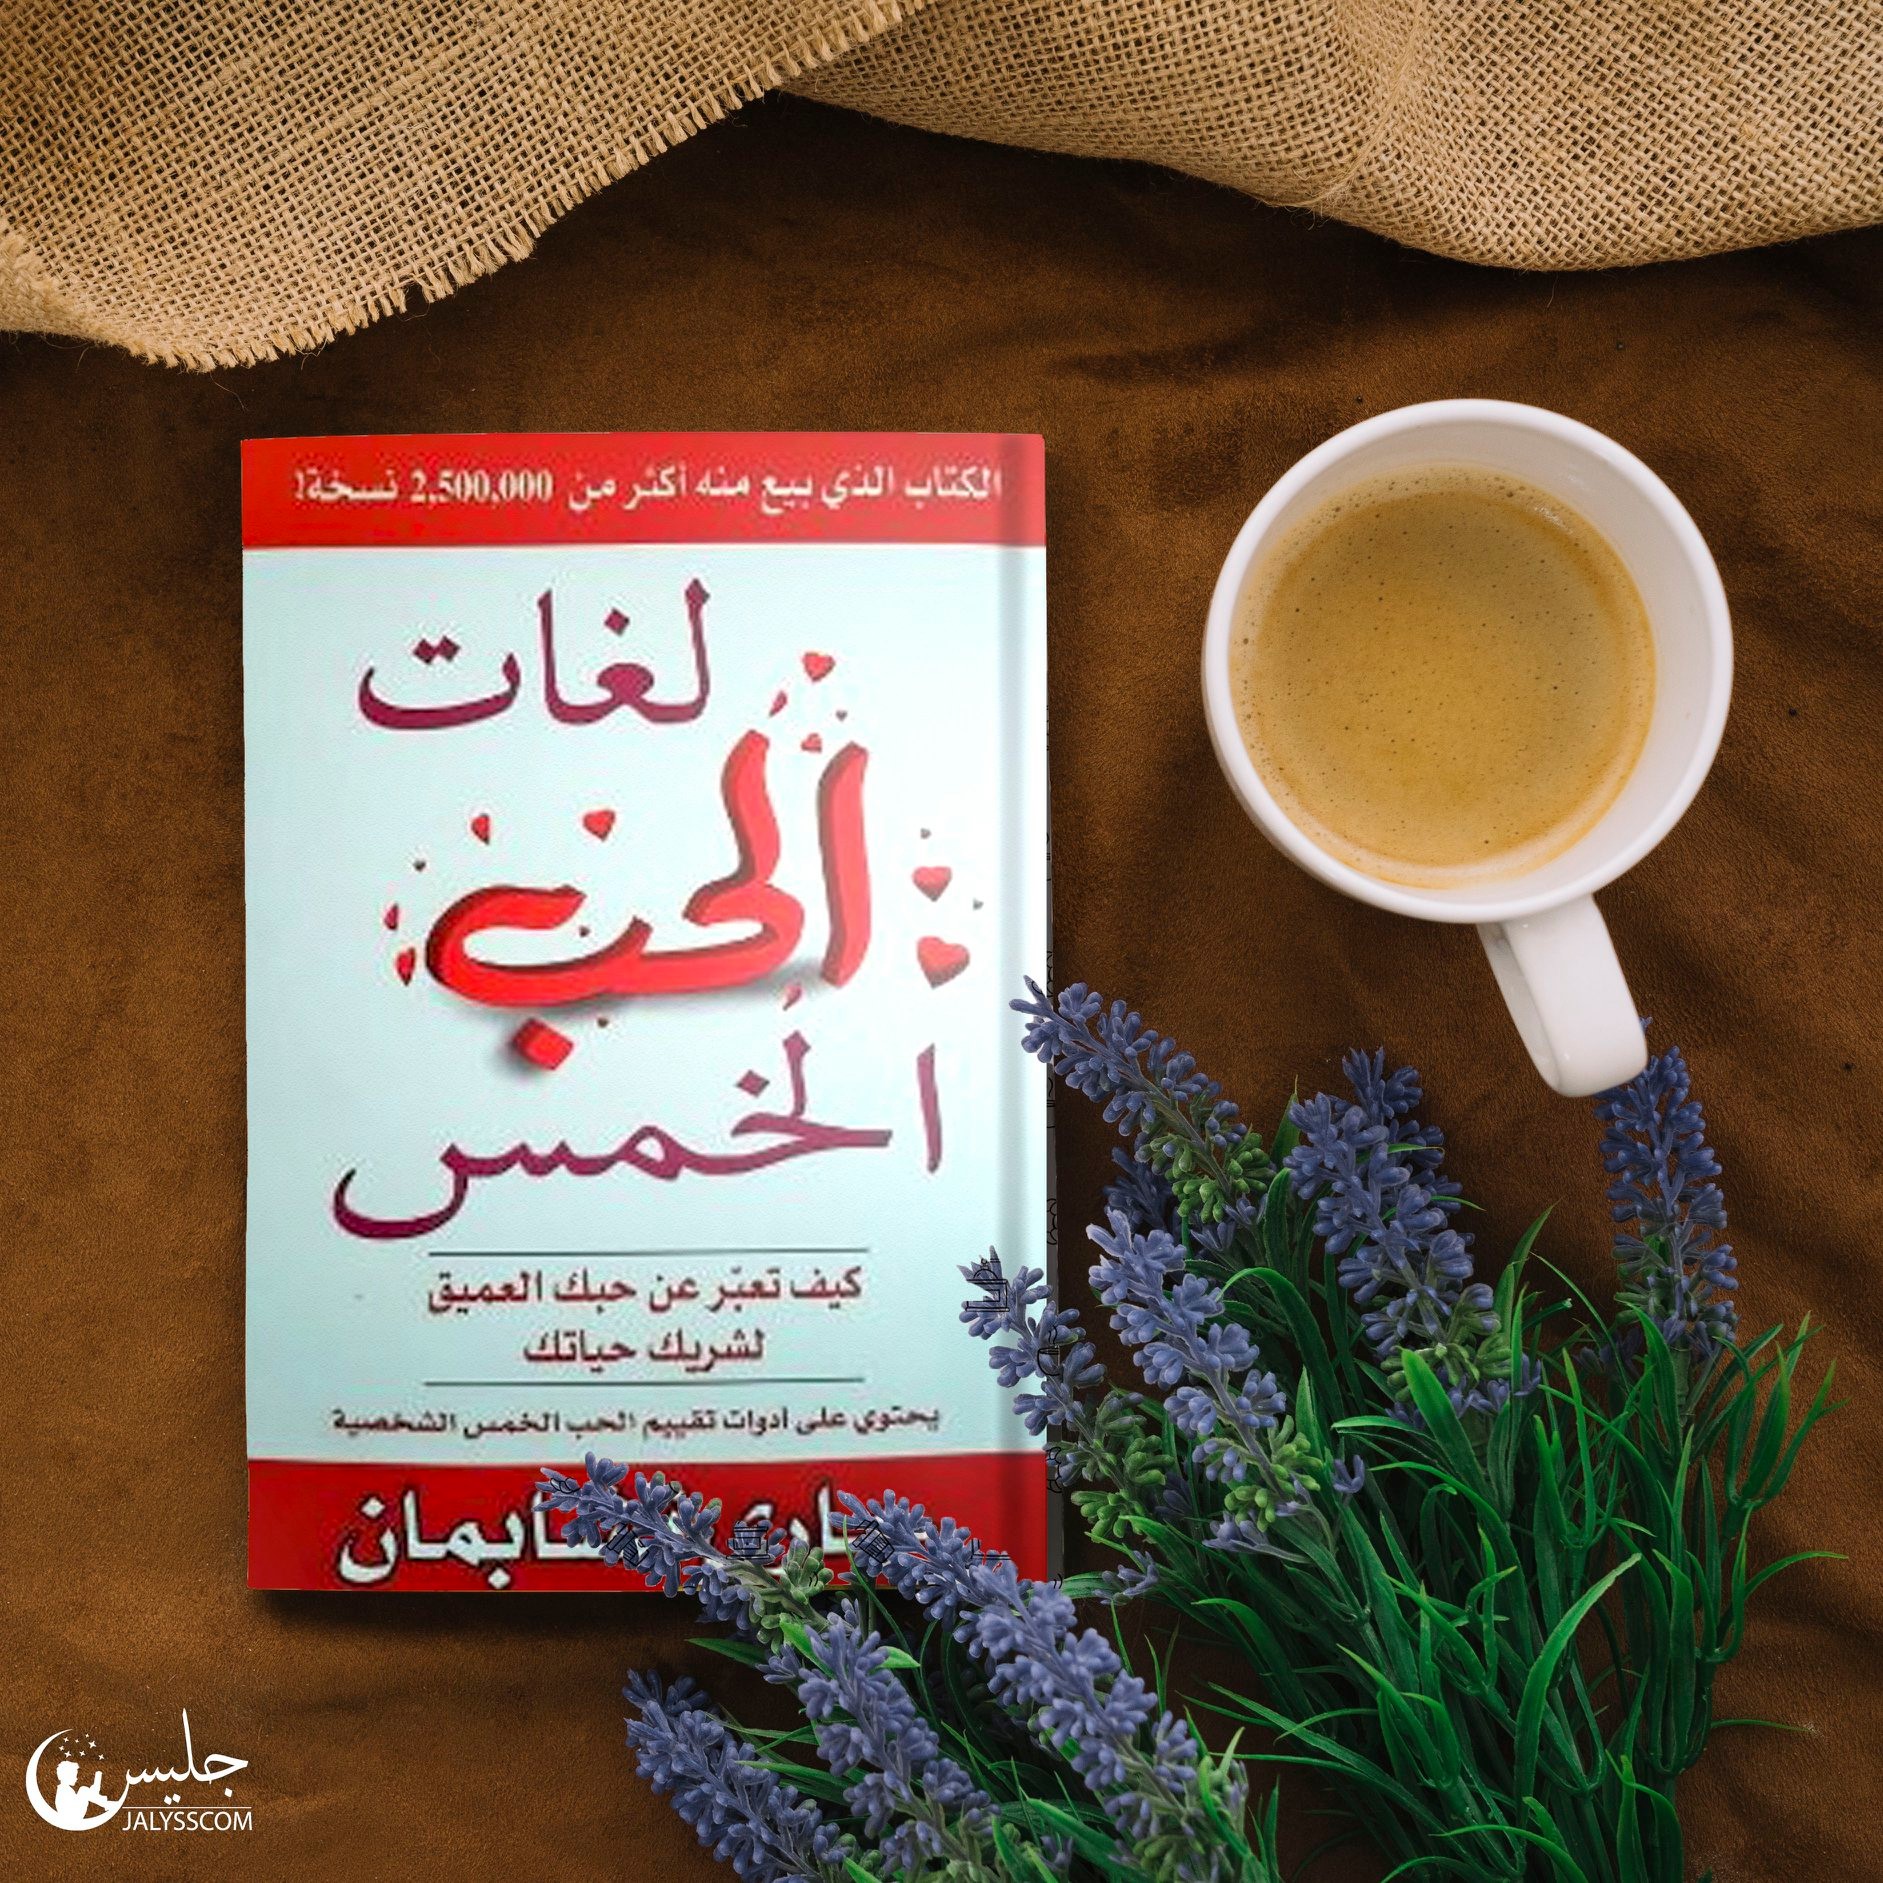 الكتاب الذي بيع منه أكثر من 2,500,000 نسخة!
لغات
الحب
الخمس
كيف تعبّر عن حبك العميق
لشريك حياتك
يحتوي على ادوات تقييم الحب الخمس الشخصية
جليس
JALYSSCOM